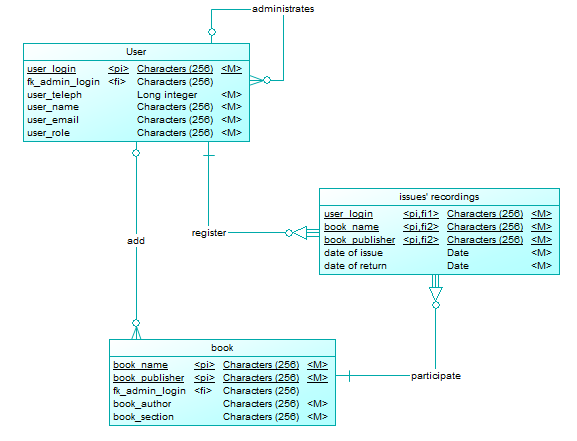 administrates
User
user_login <pi> Characters (256) <M>
fk_admin_login <fi> Characters (256)
user_teleph Long integer <M>
user_name Characters (256) <M>
user_email Characters (256) <M>
user_role Characters (256) <M>
issues' recordings
user_login <pi,fi1> Characters (256) <M>
book_name <pi,fi2> Characters (256) <M>
book_publisher <pi,fi2> Characters (256) <M>
date of issue Date <M>
date of return Date <M>
register
add
book
book_name <pi> Characters (256) <M>
book_publisher <pi> Characters (256) <M>
fk_admin_login <fi> Characters (256)
book_author Characters (256) <M>
book_section Characters (256) <M>
participate